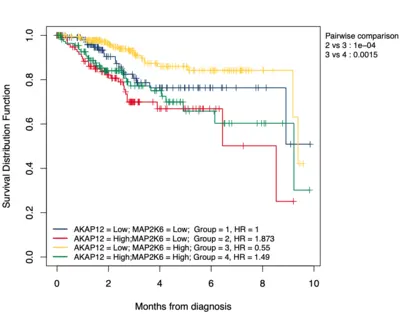 Pairwise comparison
2 vs 3 : 1e−04
3 vs 4 : 0.0015
Survival Distribution Function
1.0
0.8
0.6
0.4
0.2
0.0
AKAP12 = Low; MAP2K6 = Low; Group = 1, HR = 1
AKAP12 = High;MAP2K6 = Low; Group = 2, HR = 1.873
AKAP12 = Low; MAP2K6 = High; Group = 3, HR = 0.55
AKAP12 = High;MAP2K6 = High; Group = 4, HR = 1.49
0 2 4 6 8 10
Months from diagnosis